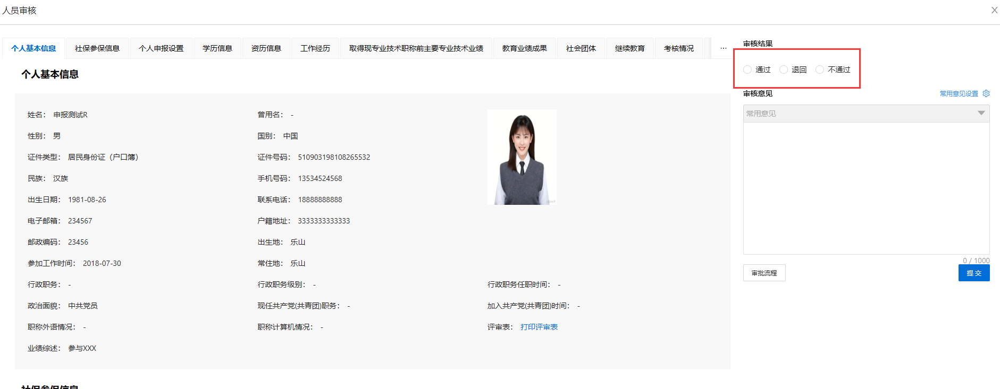 人员审核
X
个人基本信息 社保参保信息 个人申报设置 学历信息 资历信息 工作经历 取得现专业技术职称前主要专业技术业绩 教育业绩成果 社会团体 继续教育 考核情况 ...
个人基本信息
姓名： 申报测试R 曾用名： -
性别： 男 国别： 中国
证件类型： 居民身份证（户口簿） 证件号码： 510903198108265532
民族： 汉族 手机号码： 13534524568
出生日期： 1981-08-26 联系电话： 18888888888
电子邮箱： 234567 户籍地址： 3333333333333
邮政编码： 23456 出生地： 乐山
参加工作时间： 2018-07-30 常住地： 乐山
行政职务： - 行政职务级别： - 行政职务任职时间： -
政治面貌： 中共党员 现任共产党(共青团)职务： - 加入共产党(共青团)时间： -
职称外语情况： - 职称计算机情况： - 评审表： 打印评审表
业绩综述： 参与XXX
社保参保信息
审核结果
通过 退回 不通过
审核意见 常用意见设置
常用意见
0 / 1000
审批流程 提交